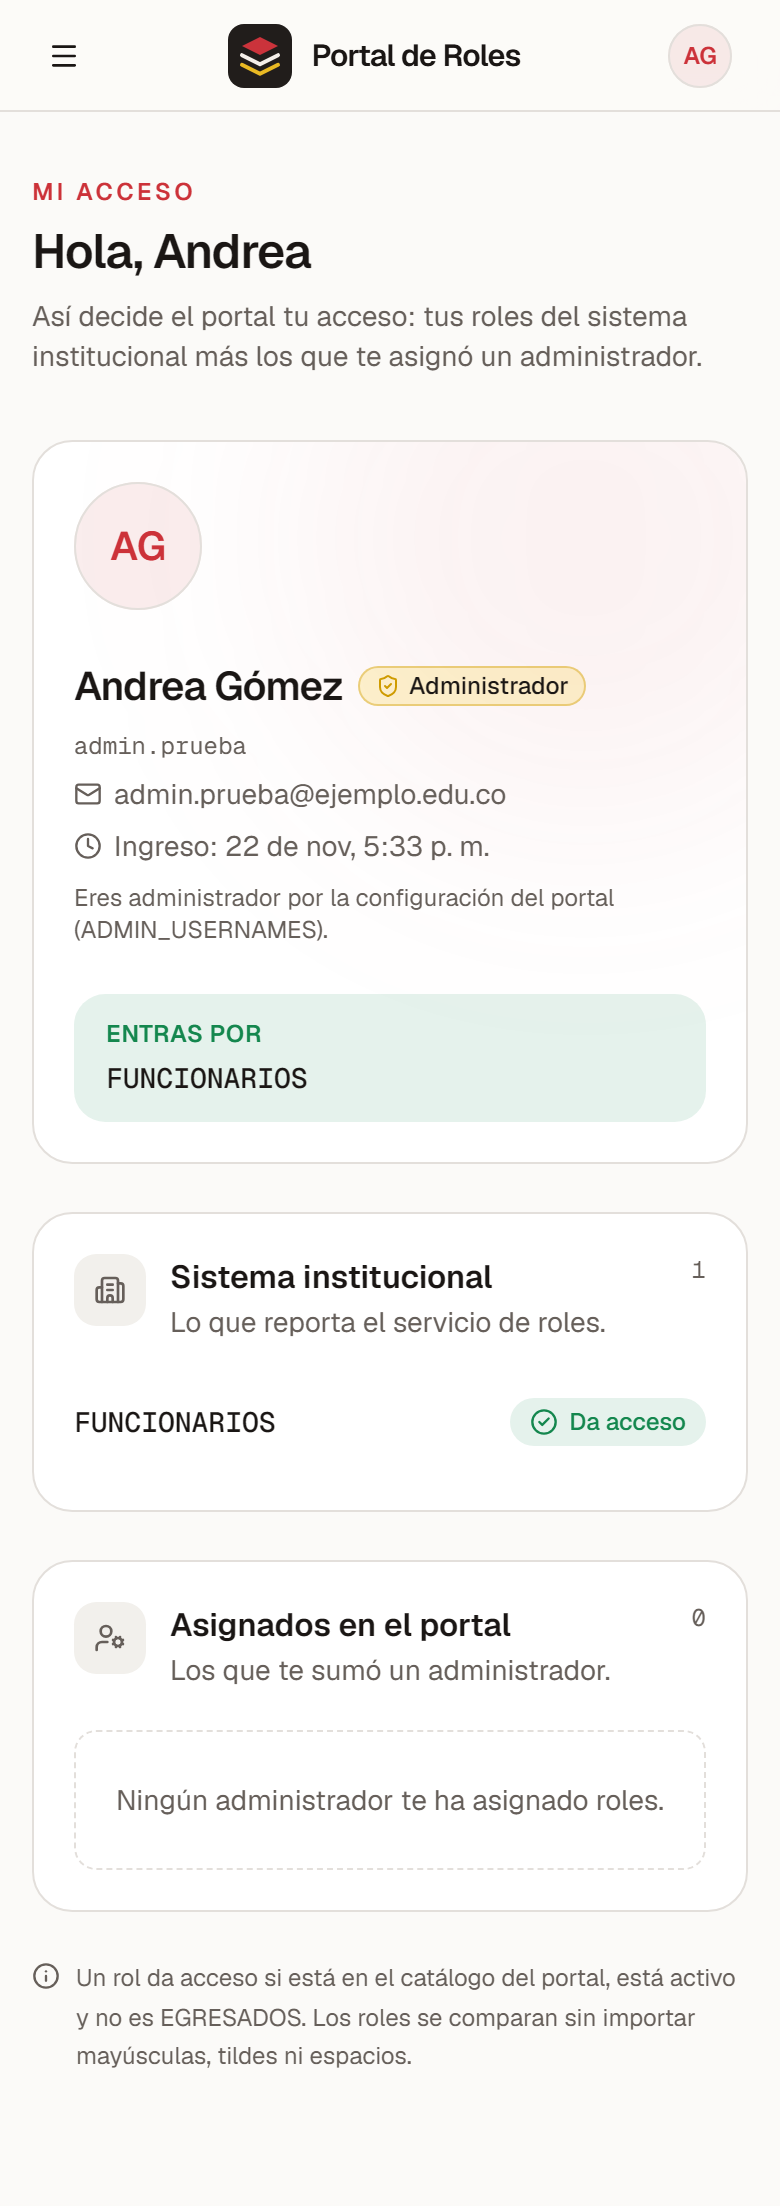 Portal de Roles
AG
MI ACCESO
Hola, Andrea
Así decide el portal tu acceso: tus roles del sistema
institucional más los que te asignó un administrador.
AG
Andrea Gómez
Administrador
admin.prueba
admin.prueba@ejemplo.edu.co
Ingreso: 22 de nov, 5:33 p. m.
Eres administrador por la configuración del portal
(ADMIN_USERNAMES).
ENTRAS POR
FUNCIONARIOS
Sistema institucional
1
Lo que reporta el servicio de roles.
FUNCIONARIOS
Da acceso
Asignados en el portal
0
Los que te sumó un administrador.
Ningún administrador te ha asignado roles.
Un rol da acceso si está en el catálogo del portal, está activo
y no es EGRESADOS. Los roles se comparan sin importar
mayúsculas, tildes ni espacios.